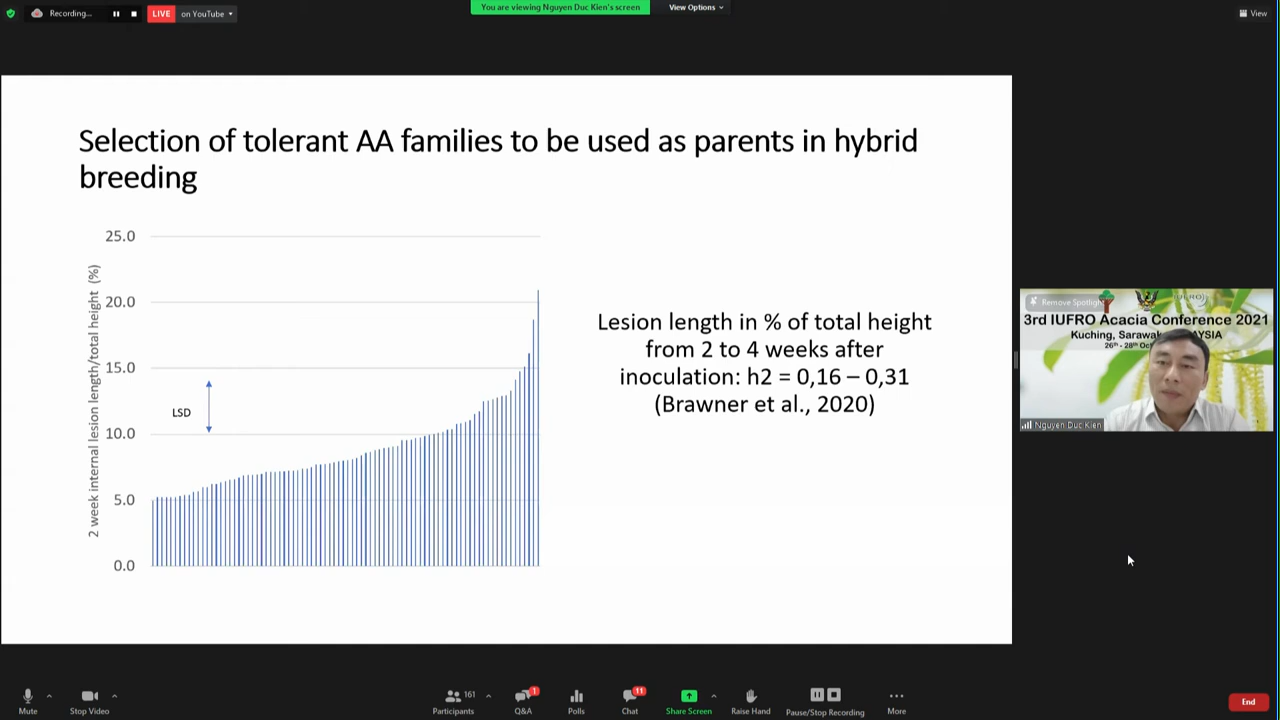 Recording...
LIVE on YouTube
You are viewing Nguyen Duc Kien's screen
View Options
View
Selection of tolerant AA families to be used as parents in hybrid
breeding
2 week internal lesion length/total height (%)
25.0
20.0
15.0
10.0
5.0
0.0
LSD
Lesion length in % of total height
from 2 to 4 weeks after
inoculation: h2 = 0,16 – 0,31
(Brawner et al., 2020)
Remove Spotlight
3rd IUFRO Acacia Conference 2021
Kuching, Sarawak
26th - 28th
Nguyen Duc Kien
Mute
Stop Video
161
Participants
1
Q&A
Polls
11
Chat
Share Screen
Raise Hand
Pause/Stop Recording
More
End